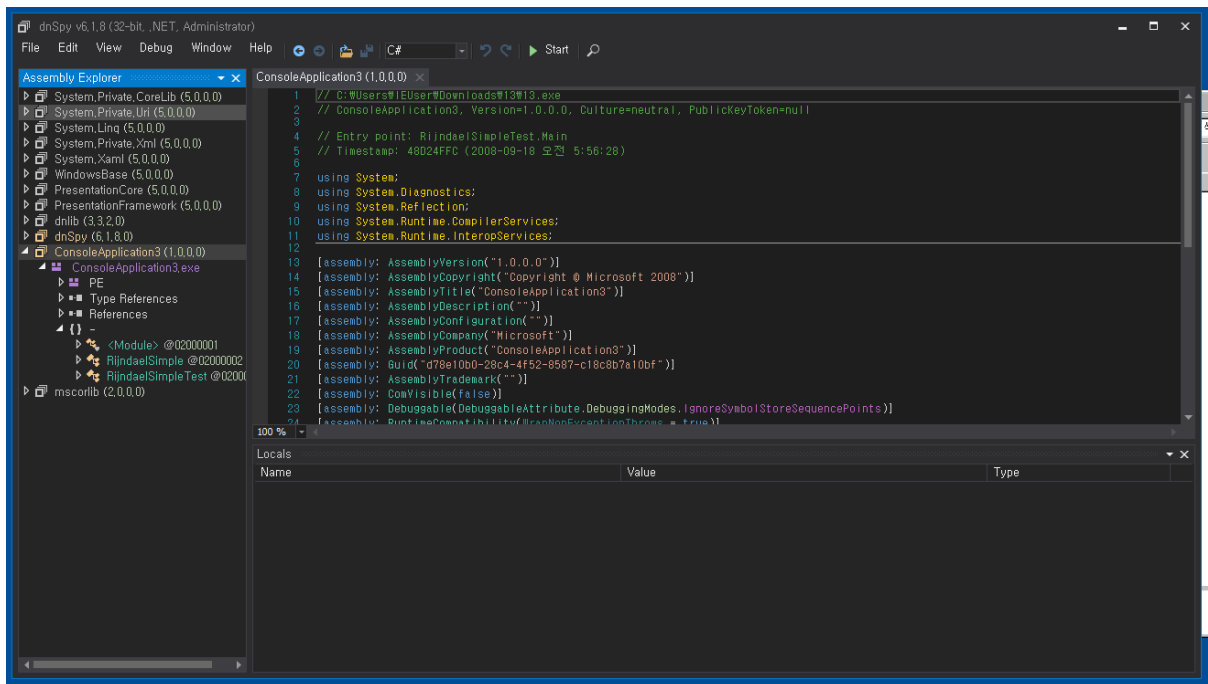 dnSpy v6.1.8 (32-bit, .NET, Administrator)
File Edit View Debug Window Help C# Start
Assembly Explorer
System.Private.CoreLib (5.0.0.0)
System.Private.Uri (5.0.0.0)
System.Linq (5.0.0.0)
System.Private.Xml (5.0.0.0)
System.Xaml (5.0.0.0)
WindowsBase (5.0.0.0)
PresentationCore (5.0.0.0)
PresentationFramework (5.0.0.0)
dnlib (3.3.2.0)
dnSpy (6.1.8.0)
ConsoleApplication3 (1.0.0.0)
ConsoleApplication3.exe
PE
Type References
References
{} -
<Module> @02000001
RijndaelSimple @02000002
RijndaelSimpleTest @0200
mscorlib (2.0.0.0)
ConsoleApplication3 (1.0.0.0)
1 // C:₩Users₩IEUser₩Downloads₩13₩13.exe
2 // ConsoleApplication3, Version=1.0.0.0, Culture=neutral, PublicKeyToken=null
3
4 // Entry point: RijndaelSimpleTest.Main
5 // Timestamp: 48D24FFC (2008-09-18 오전 5:56:28)
6
7 using System;
8 using System.Diagnostics;
9 using System.Reflection;
10 using System.Runtime.CompilerServices;
11 using System.Runtime.InteropServices;
12
13 [assembly: AssemblyVersion("1.0.0.0")]
14 [assembly: AssemblyCopyright("Copyright © Microsoft 2008")]
15 [assembly: AssemblyTitle("ConsoleApplication3")]
16 [assembly: AssemblyDescription("")]
17 [assembly: AssemblyConfiguration("")]
18 [assembly: AssemblyCompany("Microsoft")]
19 [assembly: AssemblyProduct("ConsoleApplication3")]
20 [assembly: Guid("d78e10b0-28c4-4f52-8587-c18c8b7a10bf")]
21 [assembly: AssemblyTrademark("")]
22 [assembly: ComVisible(false)]
23 [assembly: Debuggable(DebuggableAttribute.DebuggingModes.IgnoreSymbolStoreSequencePoints)]
24 [assembly: RuntimeCompatibility(WrapNonExceptionThrows = true)]
100 %
Locals
Name Value Type